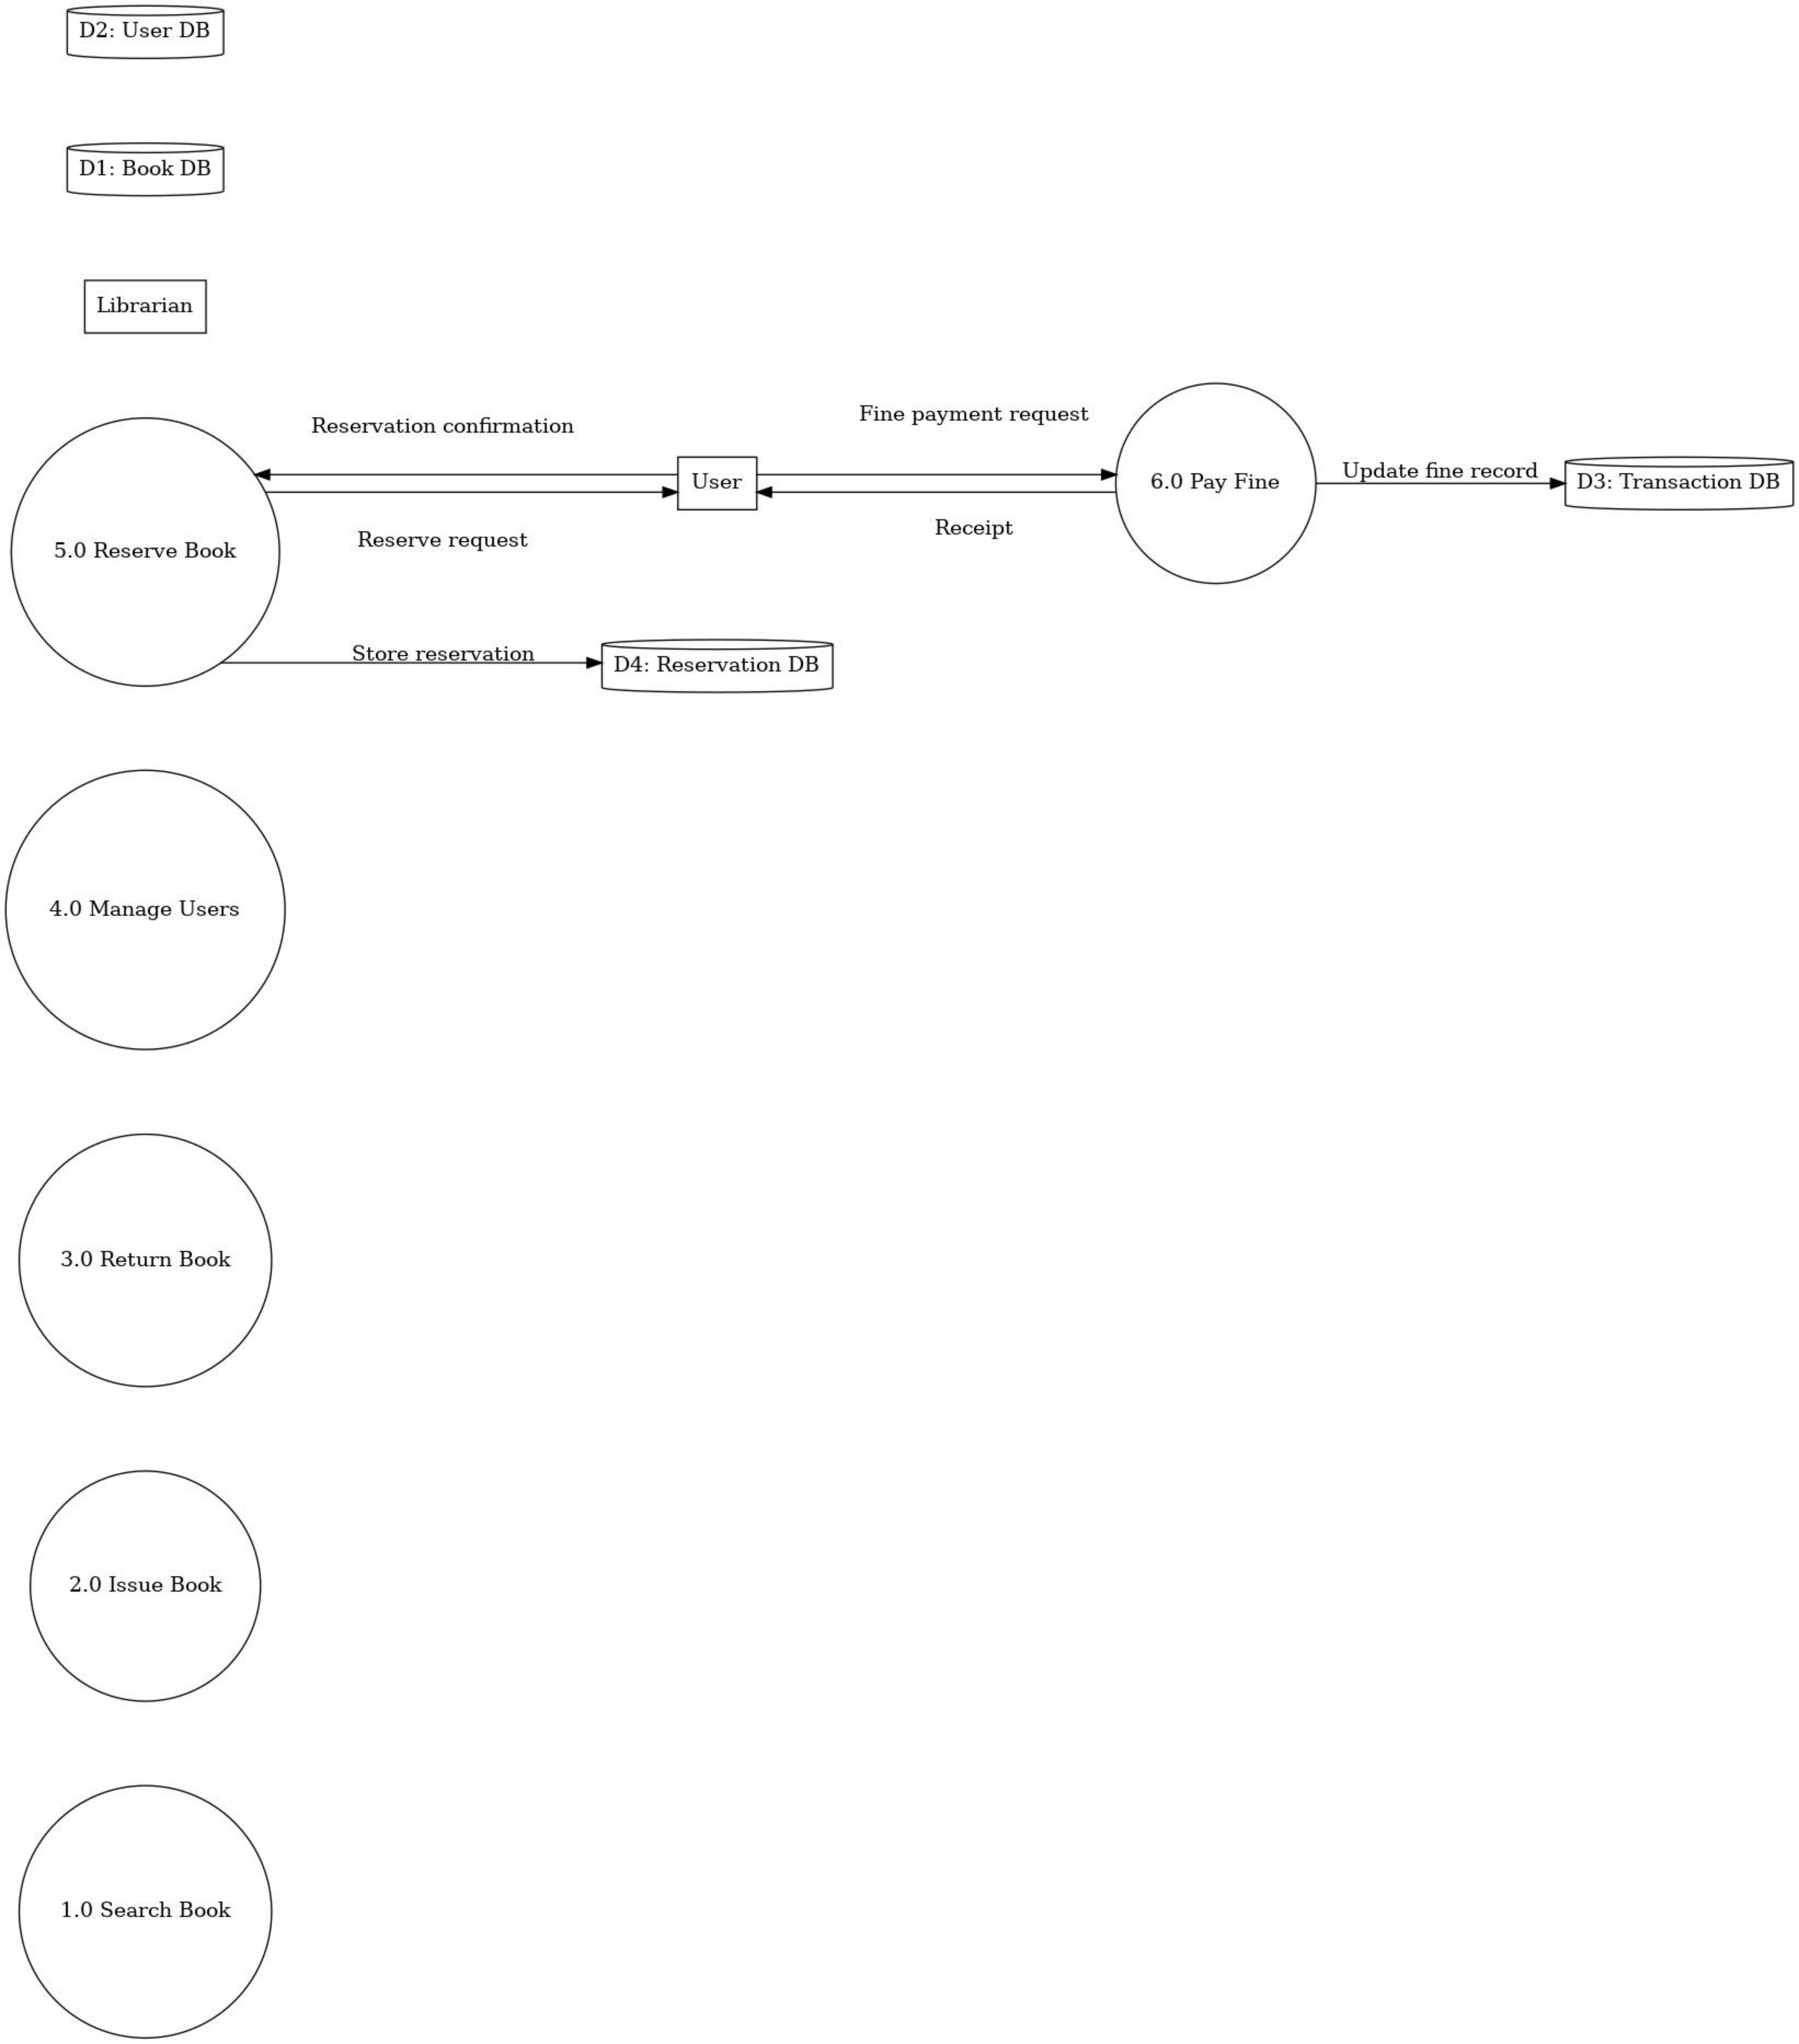 D2: User DB
D1: Book DB
Librarian
Reservation confirmation
Fine payment request
5.0 Reserve Book
User
6.0 Pay Fine
Update fine record
D3: Transaction DB
Reserve request
Receipt
Store reservation
D4: Reservation DB
4.0 Manage Users
3.0 Return Book
2.0 Issue Book
1.0 Search Book